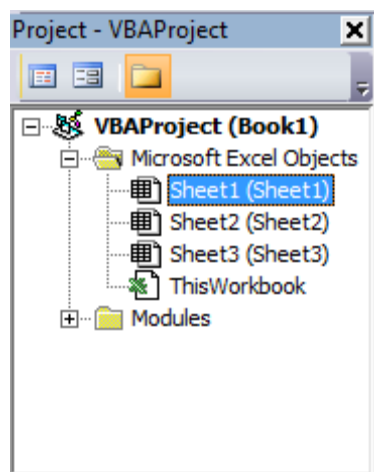 Project - VBAProject
VBAProject (Book1)
Microsoft Excel Objects
Sheet1 (Sheet1)
Sheet2 (Sheet2)
Sheet3 (Sheet3)
ThisWorkbook
Modules